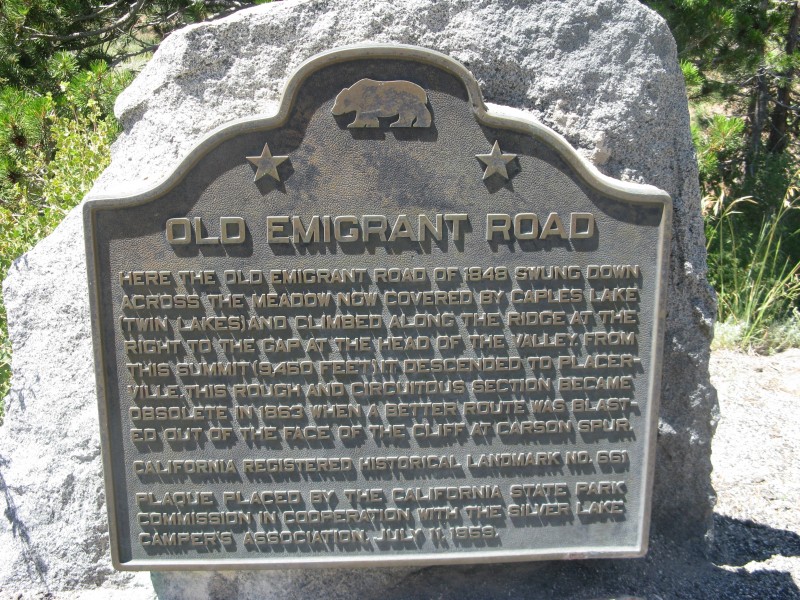 OLD EMIGRANT ROAD
HERE THE OLD EMIGRANT ROAD OF 1848 SWUNG DOWN
ACROSS THE MEADOW NOW COVERED BY CAPLES LAKE
(TWIN LAKES) AND CLIMBED ALONG THE RIDGE AT THE
RIGHT TO THE GAP AT THE HEAD OF THE VALLEY. FROM
THIS SUMMIT (9,460 FEET) IT DESCENDED TO PLACER-
VILLE. THIS ROUGH AND CIRCUITOUS SECTION BECAME
OBSOLETE IN 1863 WHEN A BETTER ROUTE WAS BLAST-
ED OUT OF THE FACE OF THE CLIFF AT CARSON SPUR.
CALIFORNIA REGISTERED HISTORICAL LANDMARK NO. 661
PLAQUE PLACED BY THE CALIFORNIA STATE PARK
COMMISSION IN COOPERATION WITH THE SILVER LAKE
CAMPER'S ASSOCIATION, JULY 11, 1959.